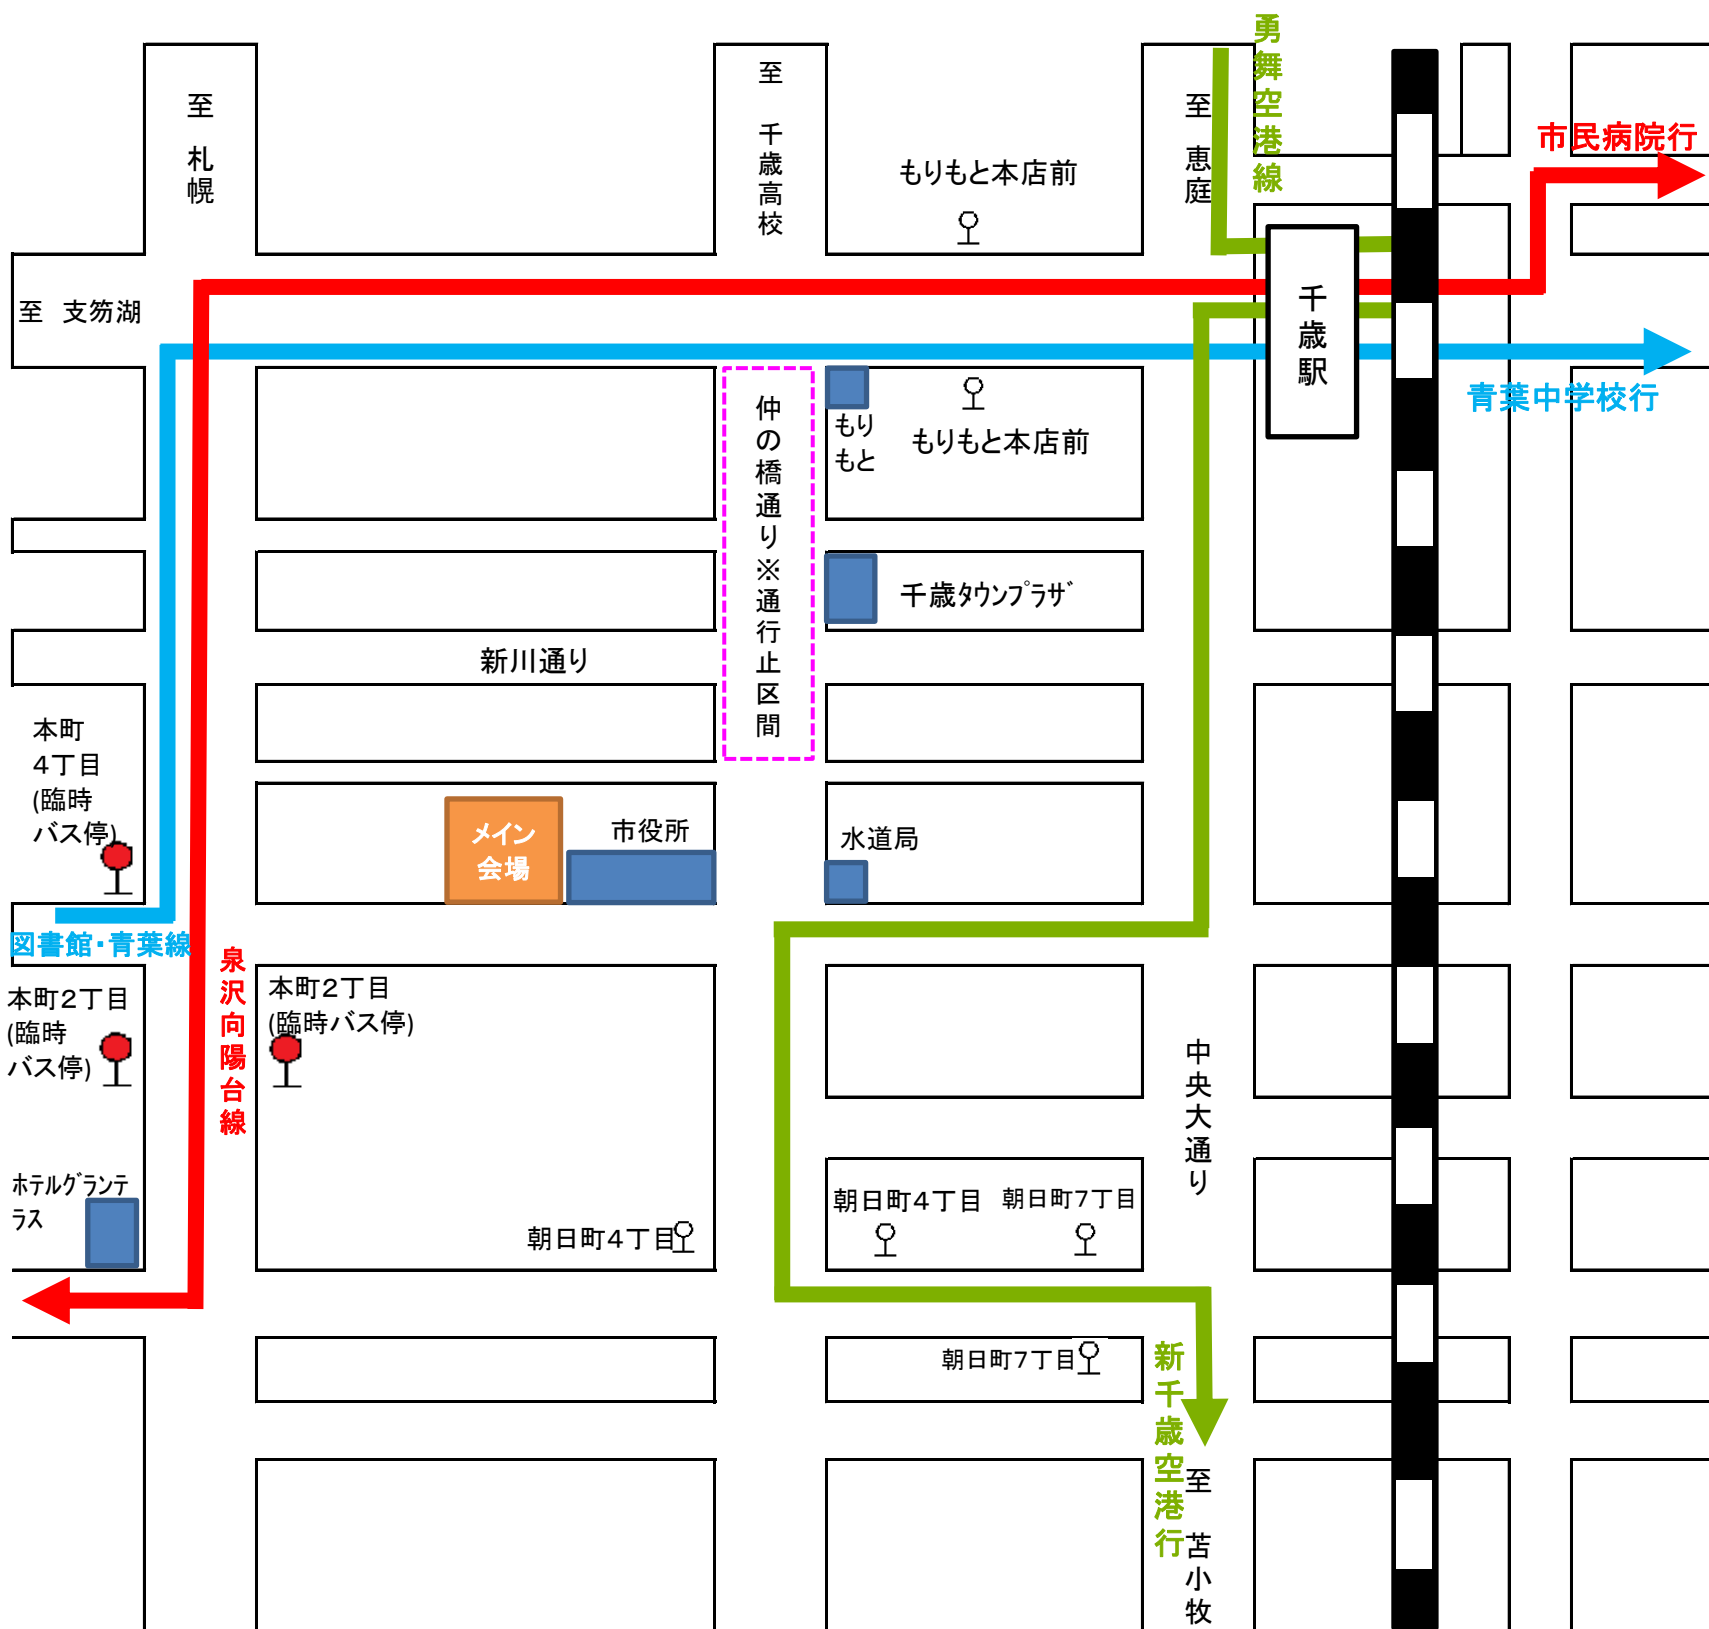 勇舞空港線
至 札幌
至 千歳高校
至 恵庭
市民病院行
もりもと本店前
至 支笏湖
千歳駅
青葉中学校行
仲の橋通り※通行止区間
もり
もと
もりもと本店前
千歳ﾀｳﾝﾌﾟﾗｻﾞ
新川通り
本町
4丁目
(臨時
バス停)
メイン
会場
市役所
水道局
図書館・青葉線
泉沢向陽台線
本町2丁目
(臨時
バス停)
本町2丁目
(臨時バス停)
中央大通り
ﾎﾃﾙｸﾞﾗﾝﾃ
ﾗｽ
朝日町4丁目
朝日町4丁目
朝日町7丁目
朝日町7丁目
新千歳空港行
至 苫小牧